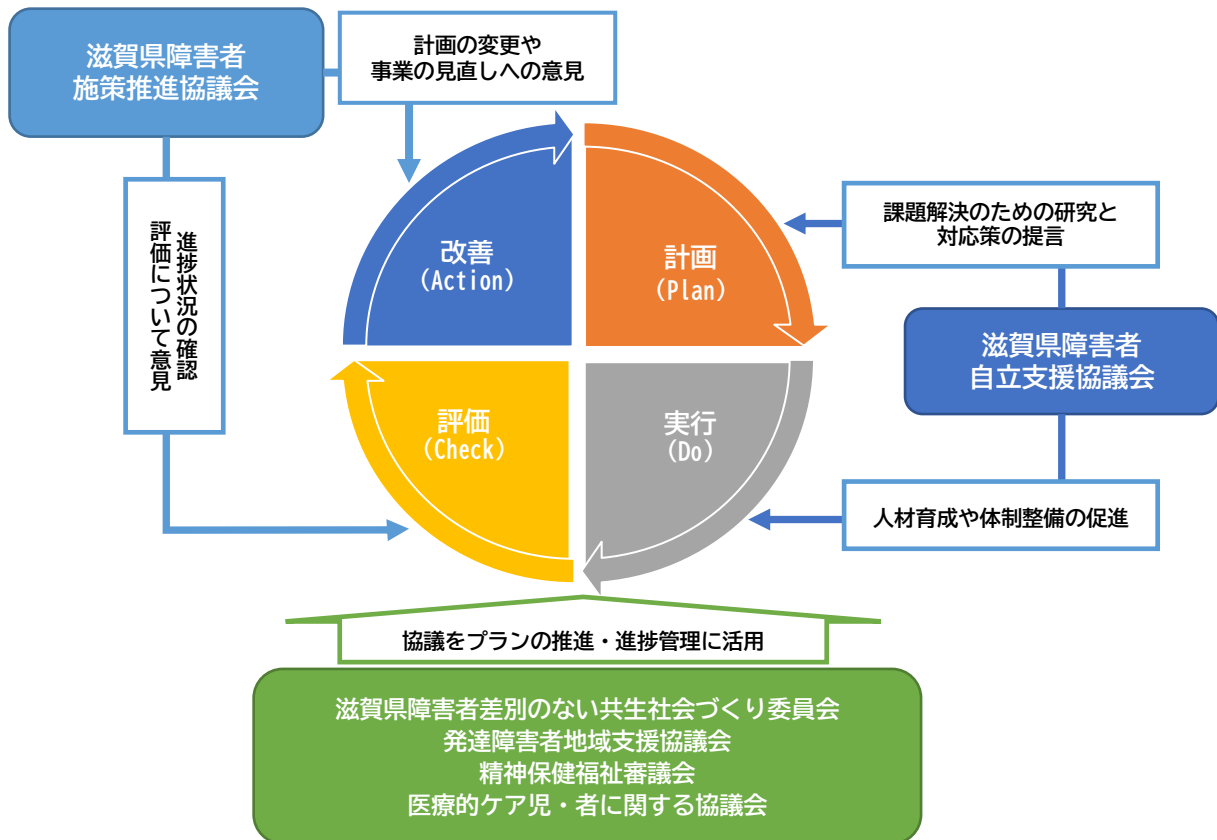 滋賀県障害者
施策推進協議会
計画の変更や
事業の見直しへの意見
進捗状況の確認
評価について意見
改善
(Action)
計画
(Plan)
評価
(Check)
実行
(Do)
課題解決のための研究と
対応策の提言
滋賀県障害者
自立支援協議会
人材育成や体制整備の促進
協議をプランの推進・進捗管理に活用
滋賀県障害者差別のない共生社会づくり委員会
発達障害者地域支援協議会
精神保健福祉審議会
医療的ケア児・者に関する協議会